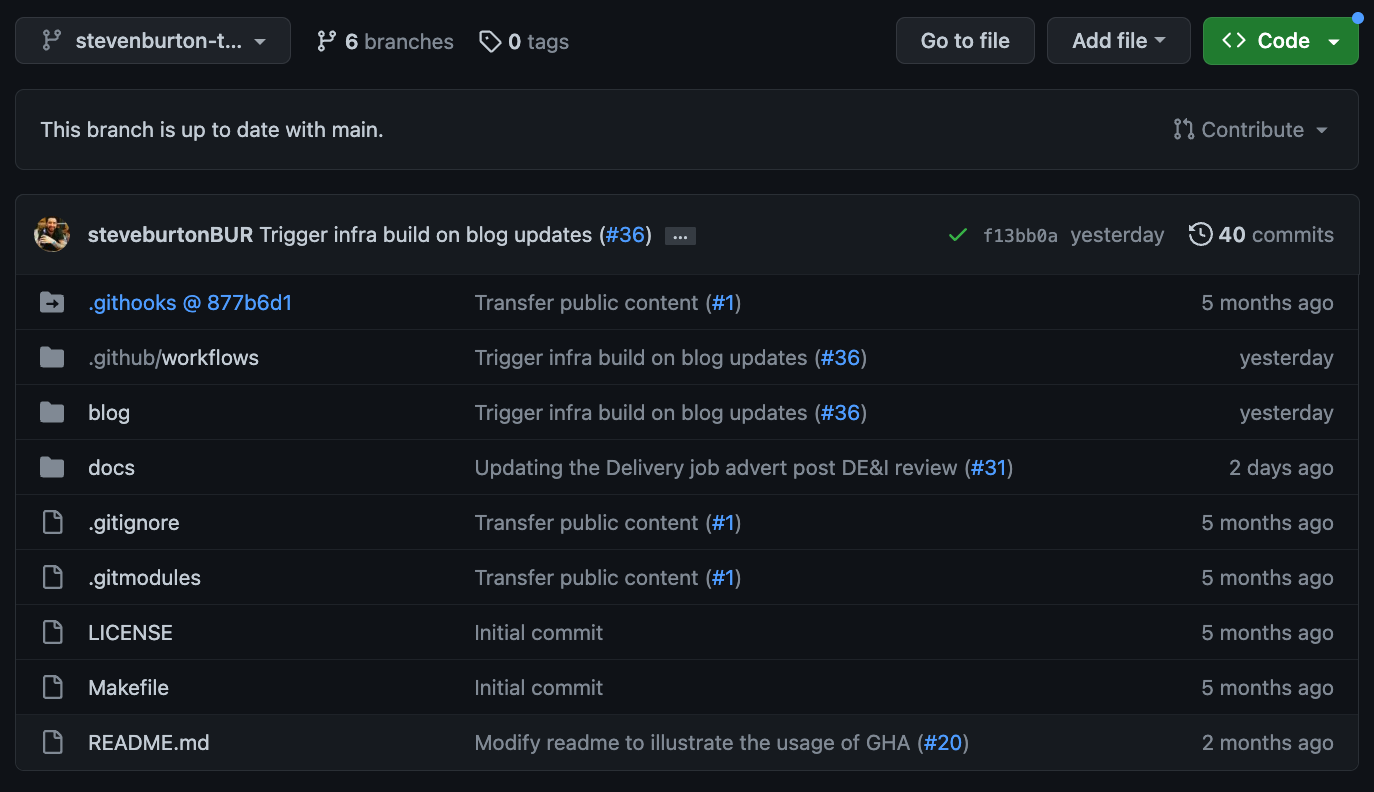 stevenburton-t... 6 branches 0 tags Go to file Add file Code
This branch is up to date with main. Contribute
steveburtonBUR Trigger infra build on blog updates (#36) ... f13bb0a yesterday 40 commits
.githooks @ 877b6d1 Transfer public content (#1) 5 months ago
.github/workflows Trigger infra build on blog updates (#36) yesterday
blog Trigger infra build on blog updates (#36) yesterday
docs Updating the Delivery job advert post DE&I review (#31) 2 days ago
.gitignore Transfer public content (#1) 5 months ago
.gitmodules Transfer public content (#1) 5 months ago
LICENSE Initial commit 5 months ago
Makefile Initial commit 5 months ago
README.md Modify readme to illustrate the usage of GHA (#20) 2 months ago